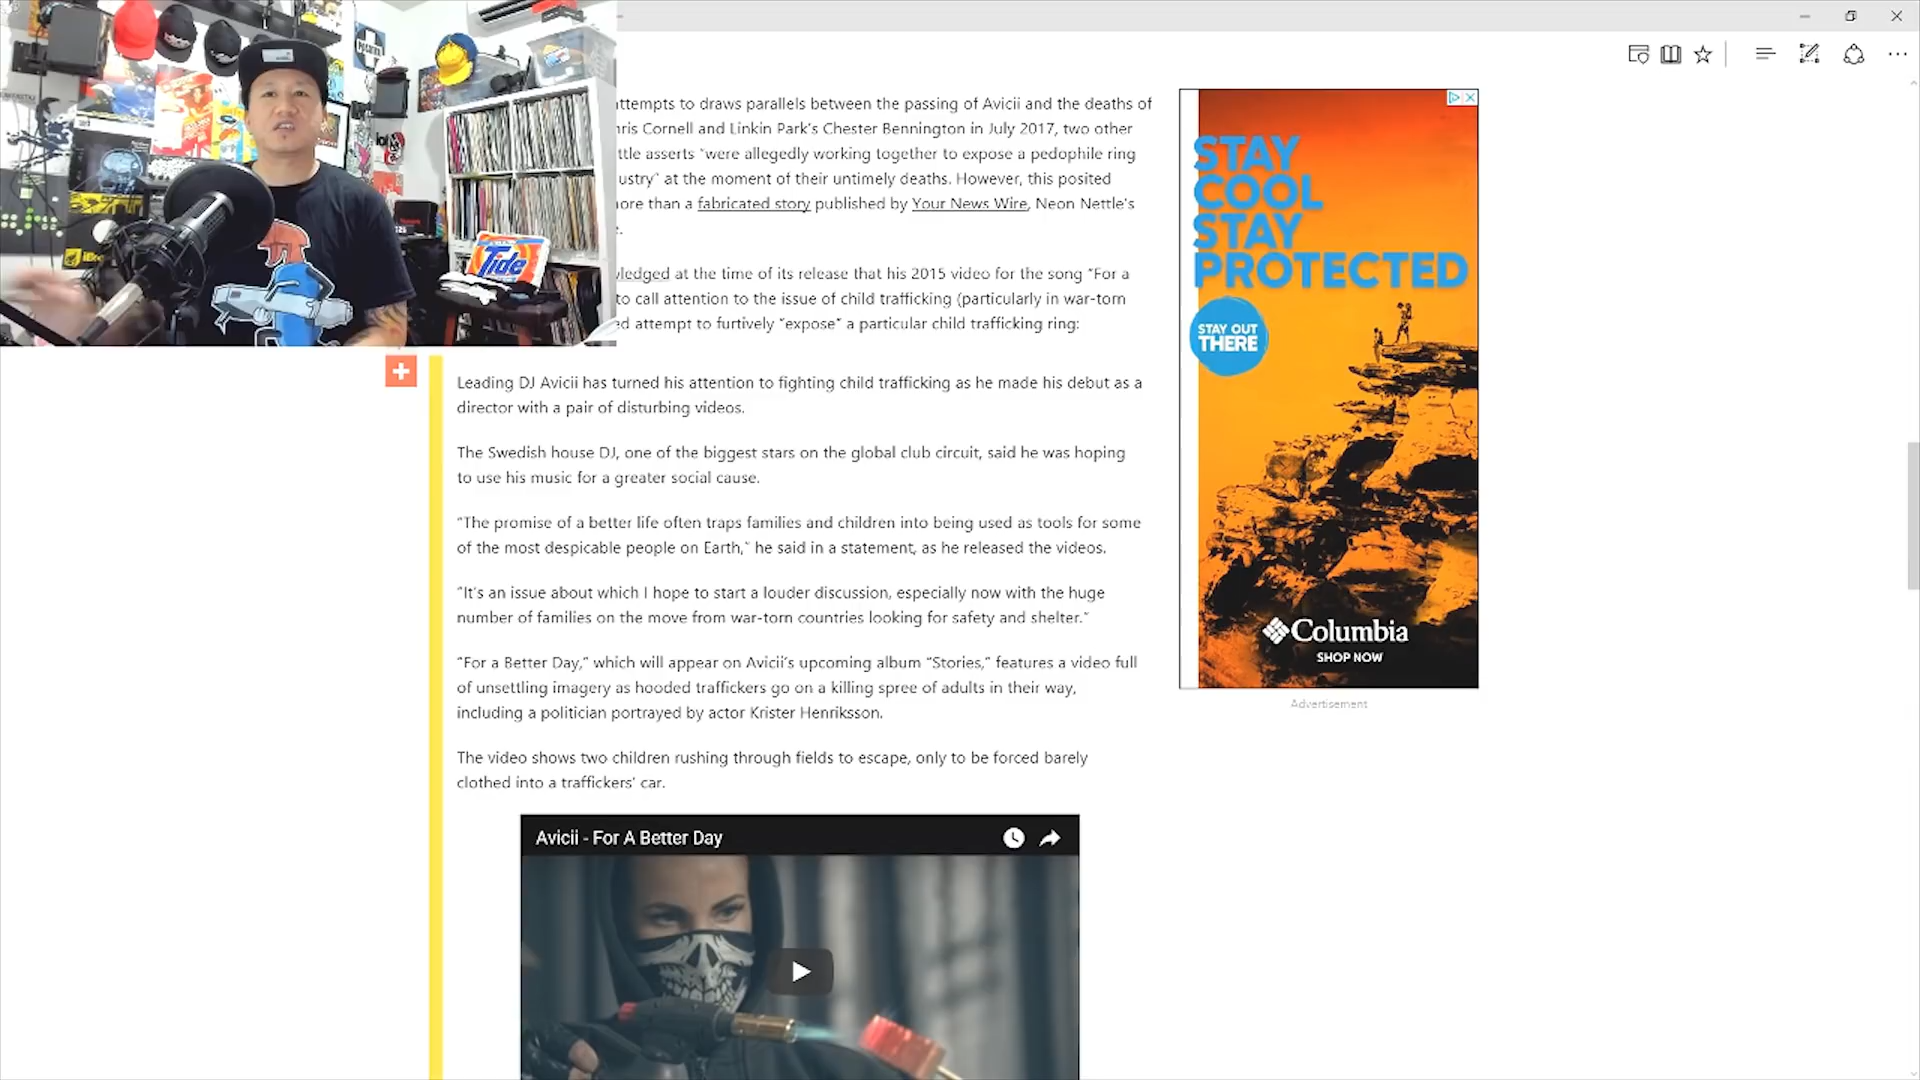 ttempts to draws parallels between the passing of Avicii and the deaths of
hris Cornell and Linkin Park's Chester Bennington in July 2017, two other
ttle asserts "were allegedly working together to expose a pedophile ring
ustry" at the moment of their untimely deaths. However, this posited
ore than a fabricated story published by Your News Wire, Neon Nettle's
e.
Tide
vledged at the time of its release that his 2015 video for the song "For a
to call attention to the issue of child trafficking (particularly in war-torn
ed attempt to furtively "expose" a particular child trafficking ring:
Leading DJ Avicii has turned his attention to fighting child trafficking as he made his debut as a
director with a pair of disturbing videos.
The Swedish house DJ, one of the biggest stars on the global club circuit, said he was hoping
to use his music for a greater social cause.
"The promise of a better life often traps families and children into being used as tools for some
of the most despicable people on Earth," he said in a statement, as he released the videos.
"It's an issue about which I hope to start a louder discussion, especially now with the huge
number of families on the move from war-torn countries looking for safety and shelter."
"For a Better Day," which will appear on Avicii's upcoming album "Stories," features a video full
of unsettling imagery as hooded traffickers go on a killing spree of adults in their way,
including a politician portrayed by actor Krister Henriksson.
The video shows two children rushing through fields to escape, only to be forced barely
clothed into a traffickers' car.
Avicii - For A Better Day
STAY
COOL
STAY
PROTECTED
STAY OUT
THERE
Columbia
SHOP NOW
Advertisement